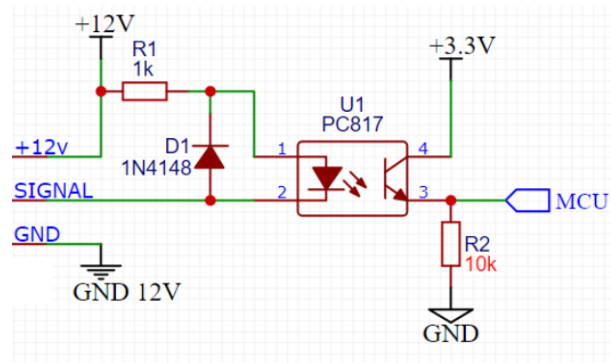 +12V
R1
1k
+3.3V
U1
PC817
D1
1N4148
1
4
+12v
2
3
SIGNAL
MCU
GND
R2
10k
GND 12V
GND